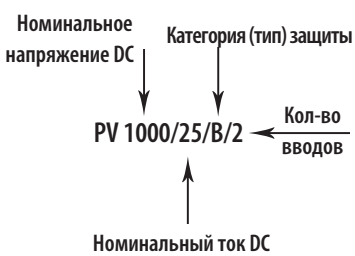 Номинальное
напряжение DC
Категория (тип) защиты
PV 1000/25/B/2
Кол-во
вводов
Номинальный ток DC